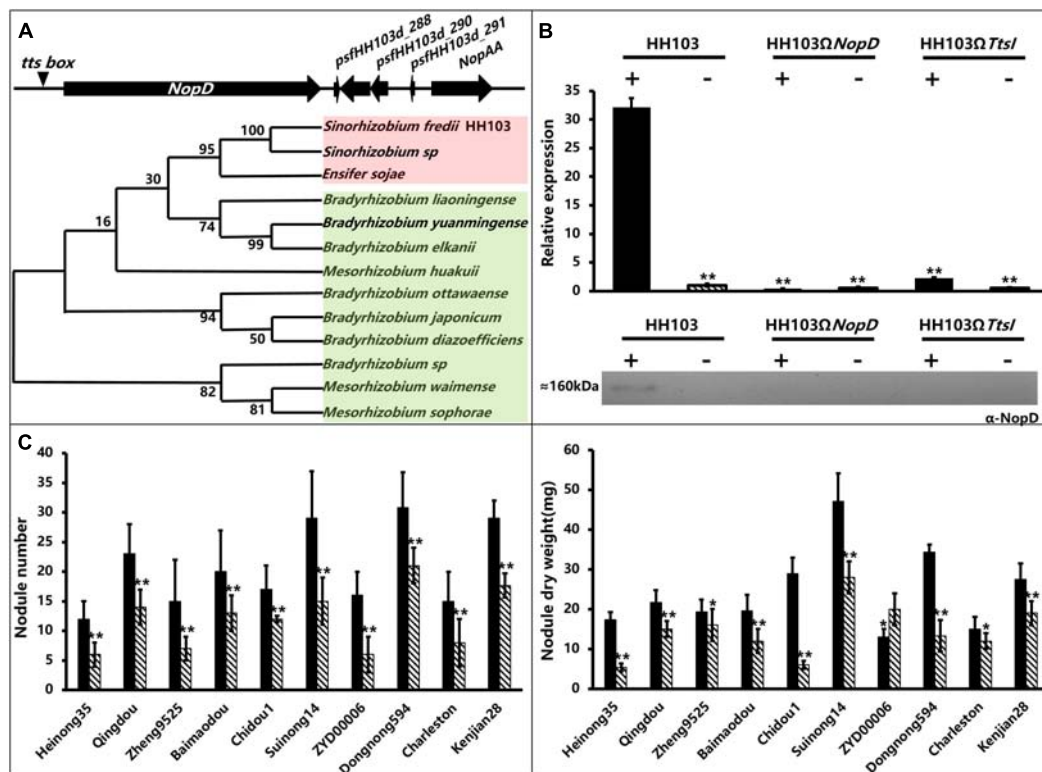 A
psfHH103d_288
psfHH103d_290
psfHH103d_291
NopAA
tts box
NopD
100
95
30
16
74
99
94
50
82
81
Sinorhizobium fredii HH103
Sinorhizobium sp
Ensifer sojae
Bradyrhizobium liaoningense
Bradyrhizobium yuanmingense
Bradyrhizobium elkanii
Mesorhizobium huakuii
Bradyrhizobium ottawaense
Bradyrhizobium japonicum
Bradyrhizobium diazoefficiens
Bradyrhizobium sp
Mesorhizobium waimense
Mesorhizobium sophorae
B
HH103 HH103ΩNopD HH103ΩTtsI
+ - + - + -
Relative expression
35
30
25
20
15
10
5
0
** ** ** ** **
HH103 HH103ΩNopD HH103ΩTtsI
+ - + - + -
≈160kDa
α-NopD
C
Nodule number
40
35
30
25
20
15
10
5
0
** ** ** ** ** ** ** ** ** **
Heinong35
Qingdou
Zheng9525
Baimaodou
Chidou1
Suinong14
ZYD00006
Dongnong594
Charleston
Kenjian28
Nodule dry weight(mg)
60
50
40
30
20
10
0
** ** * ** ** ** * ** * **
Heinong35
Qingdou
Zheng9525
Baimaodou
Chidou1
Suinong14
ZYD00006
Dongnong594
Charleston
Kenjian28